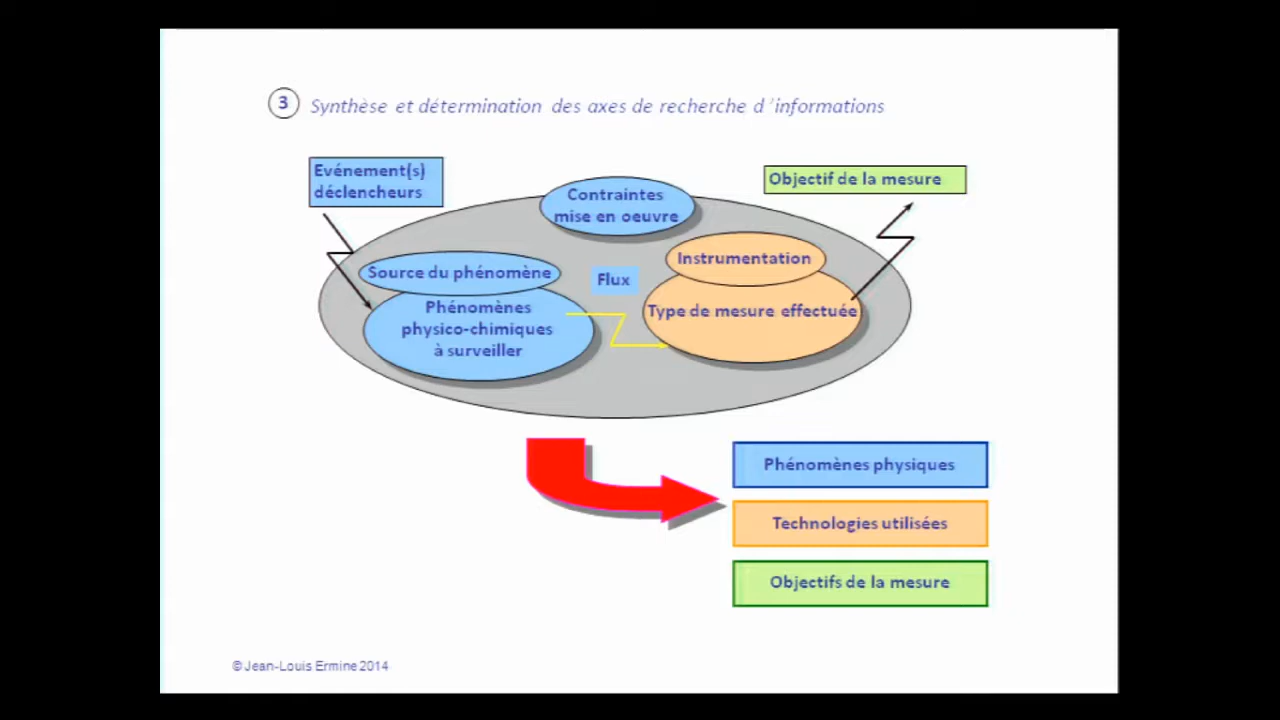 3 Synthèse et détermination des axes de recherche d 'informations
Evénement(s)
déclencheurs
Contraintes
mise en oeuvre
Objectif de la mesure
Source du phénomène
Flux
Instrumentation
Phénomènes
physico-chimiques
à surveiller
Type de mesure effectuée
Phénomènes physiques
Technologies utilisées
Objectifs de la mesure
© Jean-Louis Ermine 2014